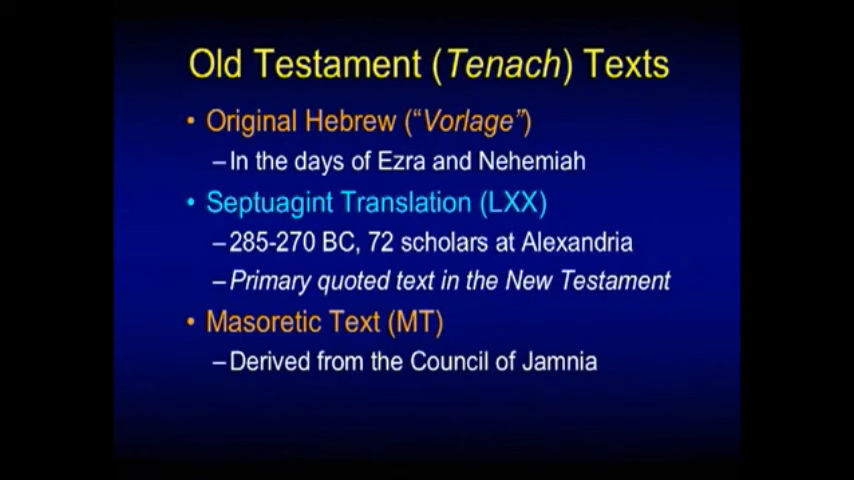 Old Testament (Tenach) Texts
• Original Hebrew (“Vorlage”)
–In the days of Ezra and Nehemiah
• Septuagint Translation (LXX)
–285-270 BC, 72 scholars at Alexandria
–Primary quoted text in the New Testament
• Masoretic Text (MT)
–Derived from the Council of Jamnia